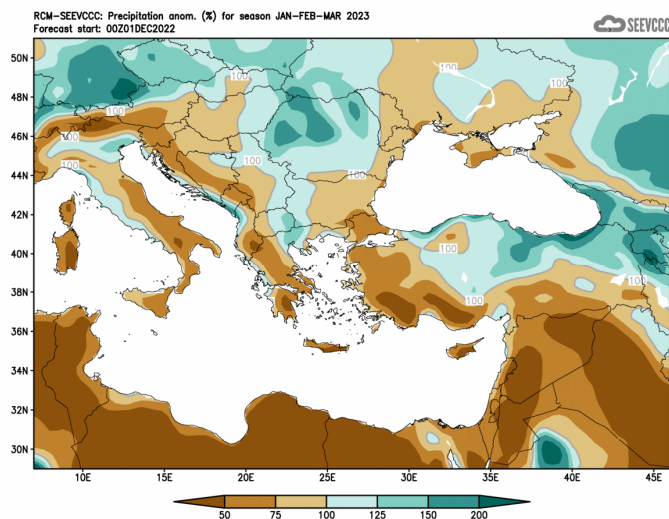 RCM-SEEVCCC: Precipitation anom. (%) for season JAN-FEB-MAR 2023
Forecast start: 00Z01DEC2022
SEEVCCC
50N
48N
46N
44N
42N
40N
38N
36N
34N
32N
30N
100
100
100
100
100
100
100
100
100
100
100
10E
15E
20E
25E
30E
35E
40E
45E
50
75
100
125
150
200